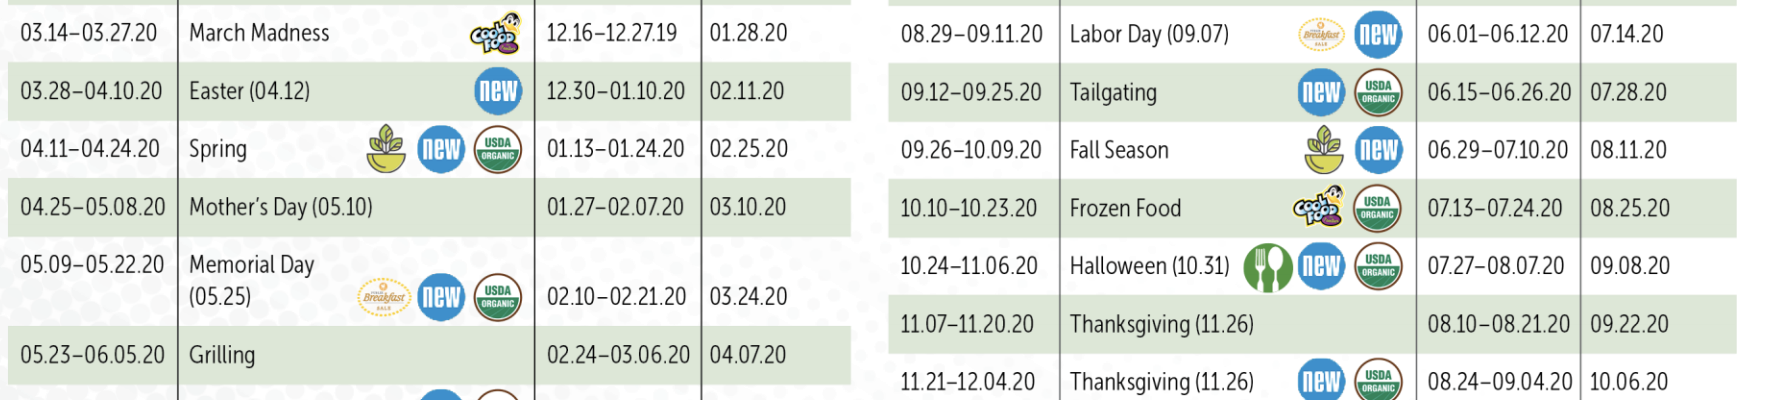 03.14–03.27.20 March Madness COOL FOOD 12.16–12.27.19 01.28.20
03.28–04.10.20 Easter (04.12) new 12.30–01.10.20 02.11.20
04.11–04.24.20 Spring new USDA ORGANIC 01.13–01.24.20 02.25.20
04.25–05.08.20 Mother’s Day (05.10) 01.27–02.07.20 03.10.20
05.09–05.22.20 Memorial Day
(05.25) Breakfast SALE new USDA ORGANIC 02.10–02.21.20 03.24.20
05.23–06.05.20 Grilling 02.24–03.06.20 04.07.20
08.29–09.11.20 Labor Day (09.07) Breakfast SALE new 06.01–06.12.20 07.14.20
09.12–09.25.20 Tailgating new USDA ORGANIC 06.15–06.26.20 07.28.20
09.26–10.09.20 Fall Season new 06.29–07.10.20 08.11.20
10.10–10.23.20 Frozen Food COOL FOOD USDA ORGANIC 07.13–07.24.20 08.25.20
10.24–11.06.20 Halloween (10.31) new USDA ORGANIC 07.27–08.07.20 09.08.20
11.07–11.20.20 Thanksgiving (11.26) 08.10–08.21.20 09.22.20
11.21–12.04.20 Thanksgiving (11.26) new USDA ORGANIC 08.24–09.04.20 10.06.20